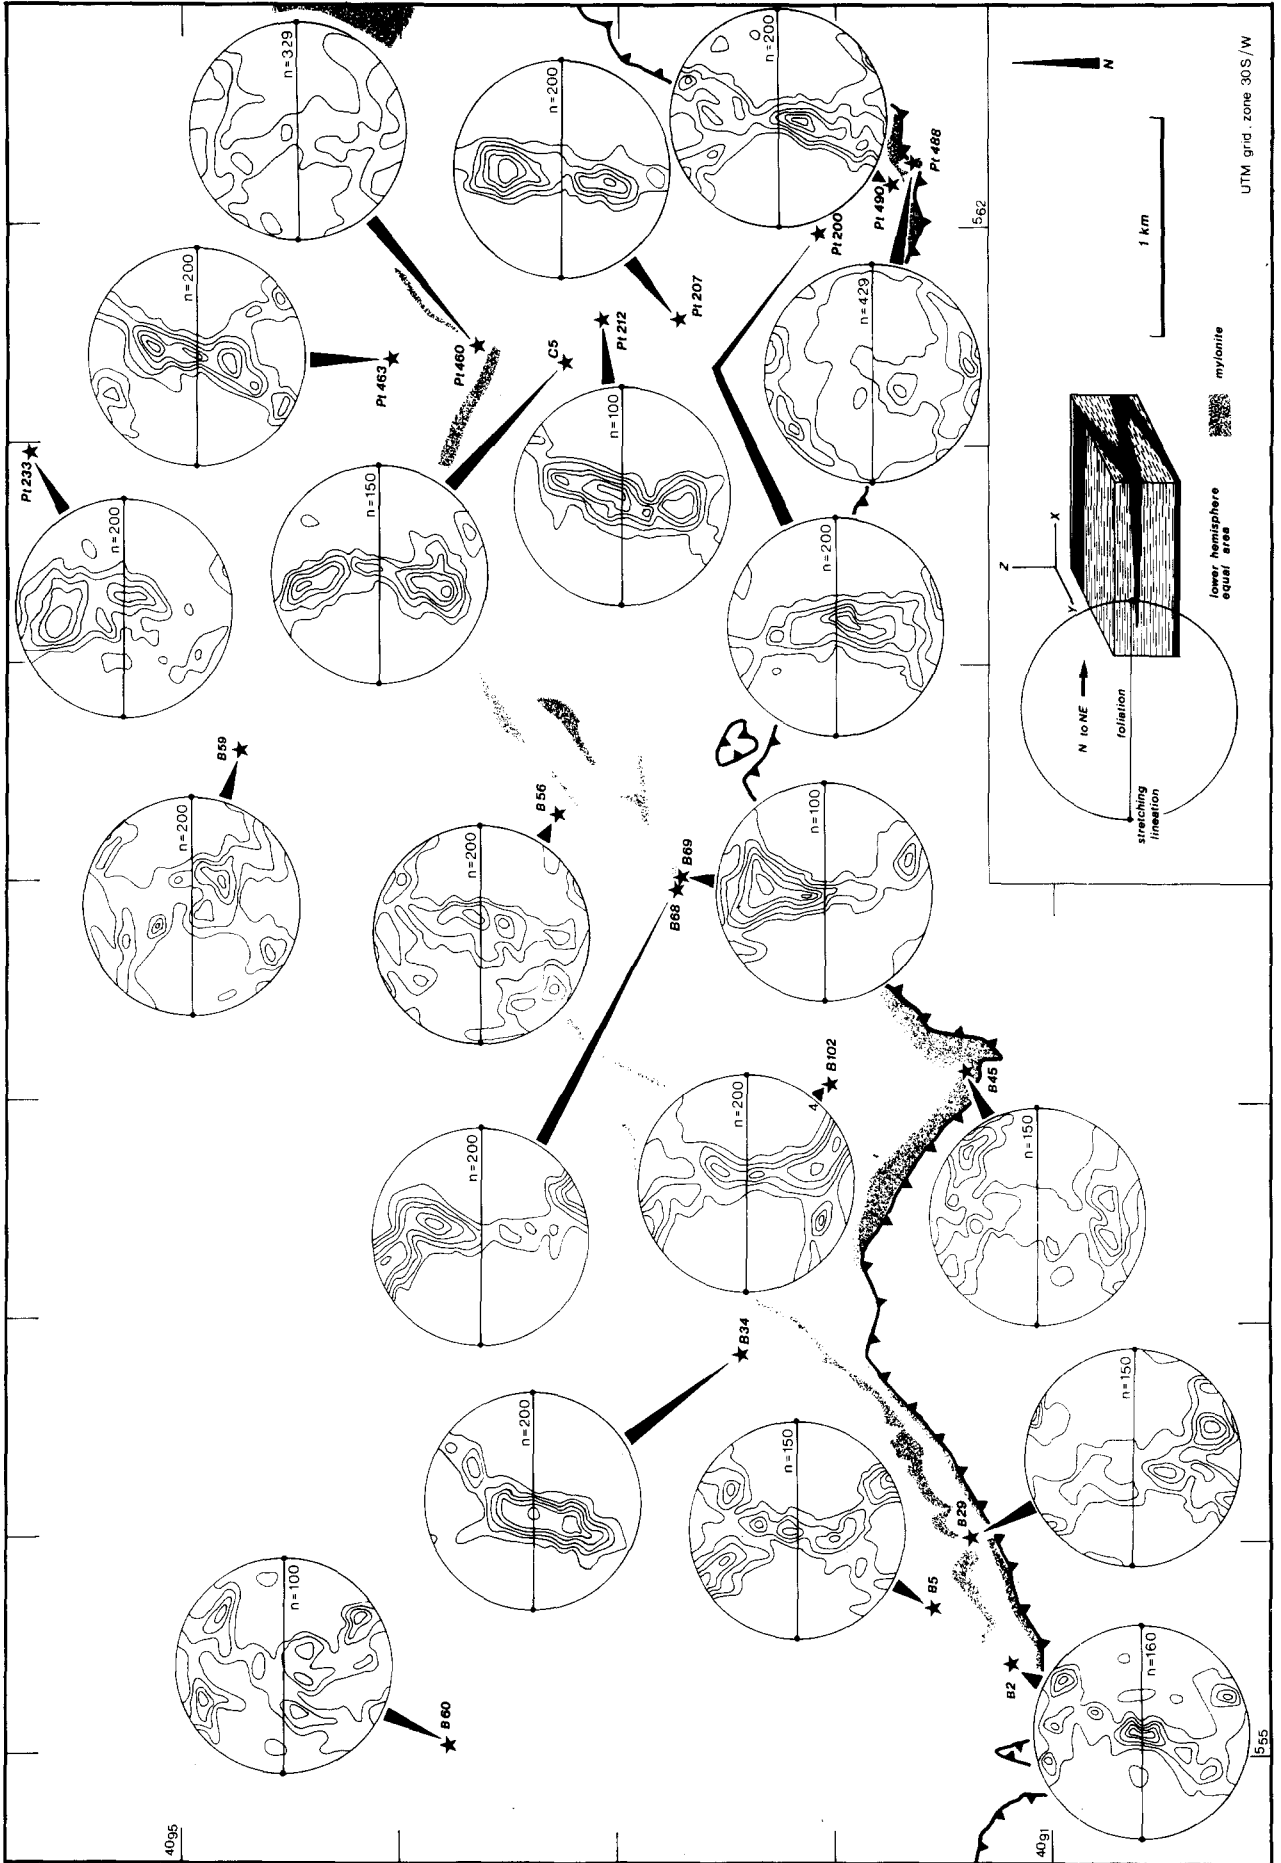 n=329
n=200
n=200
n=200
Pt 488
Pt 490
Pt 200
562
Pt 207
Pt 212
C5
Pt 460
Pt 463
Pt 233
n=200
n=150
n=100
n=429
n=200
B59
n=200
B56
n=200
B69
B68
n=100
B102
n=200
n=200
B45
n=150
B34
n=200
n=150
B5
B29
n=150
B60
n=100
B2
n=160
4095
4091
555
N
1 km
UTM grid. zone 30S/W
mylonite
lower hemisphere
equal area
Z
X
Y
N to NE
foliation
stretching
lineation
4